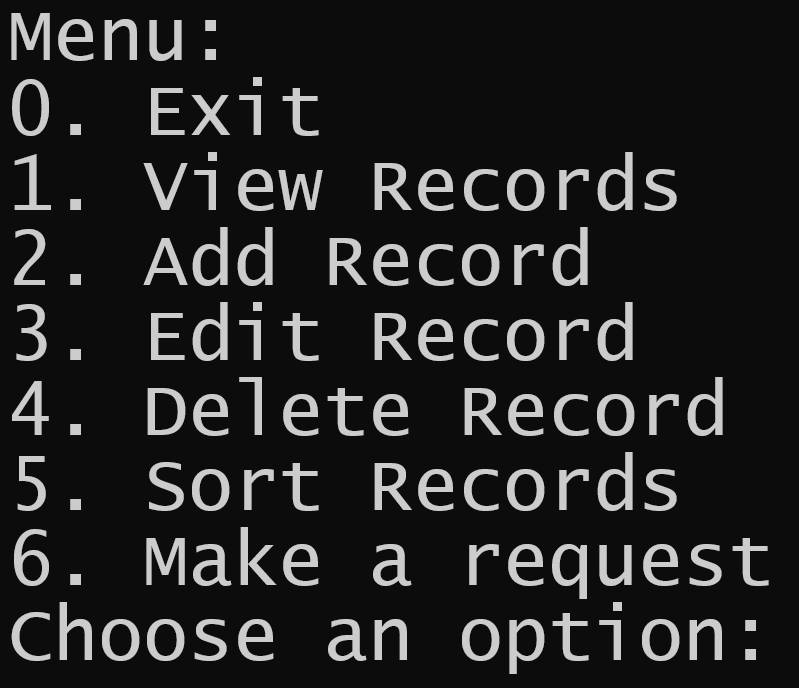 Menu:
0. Exit
1. View Records
2. Add Record
3. Edit Record
4. Delete Record
5. Sort Records
6. Make a request
Choose an option: